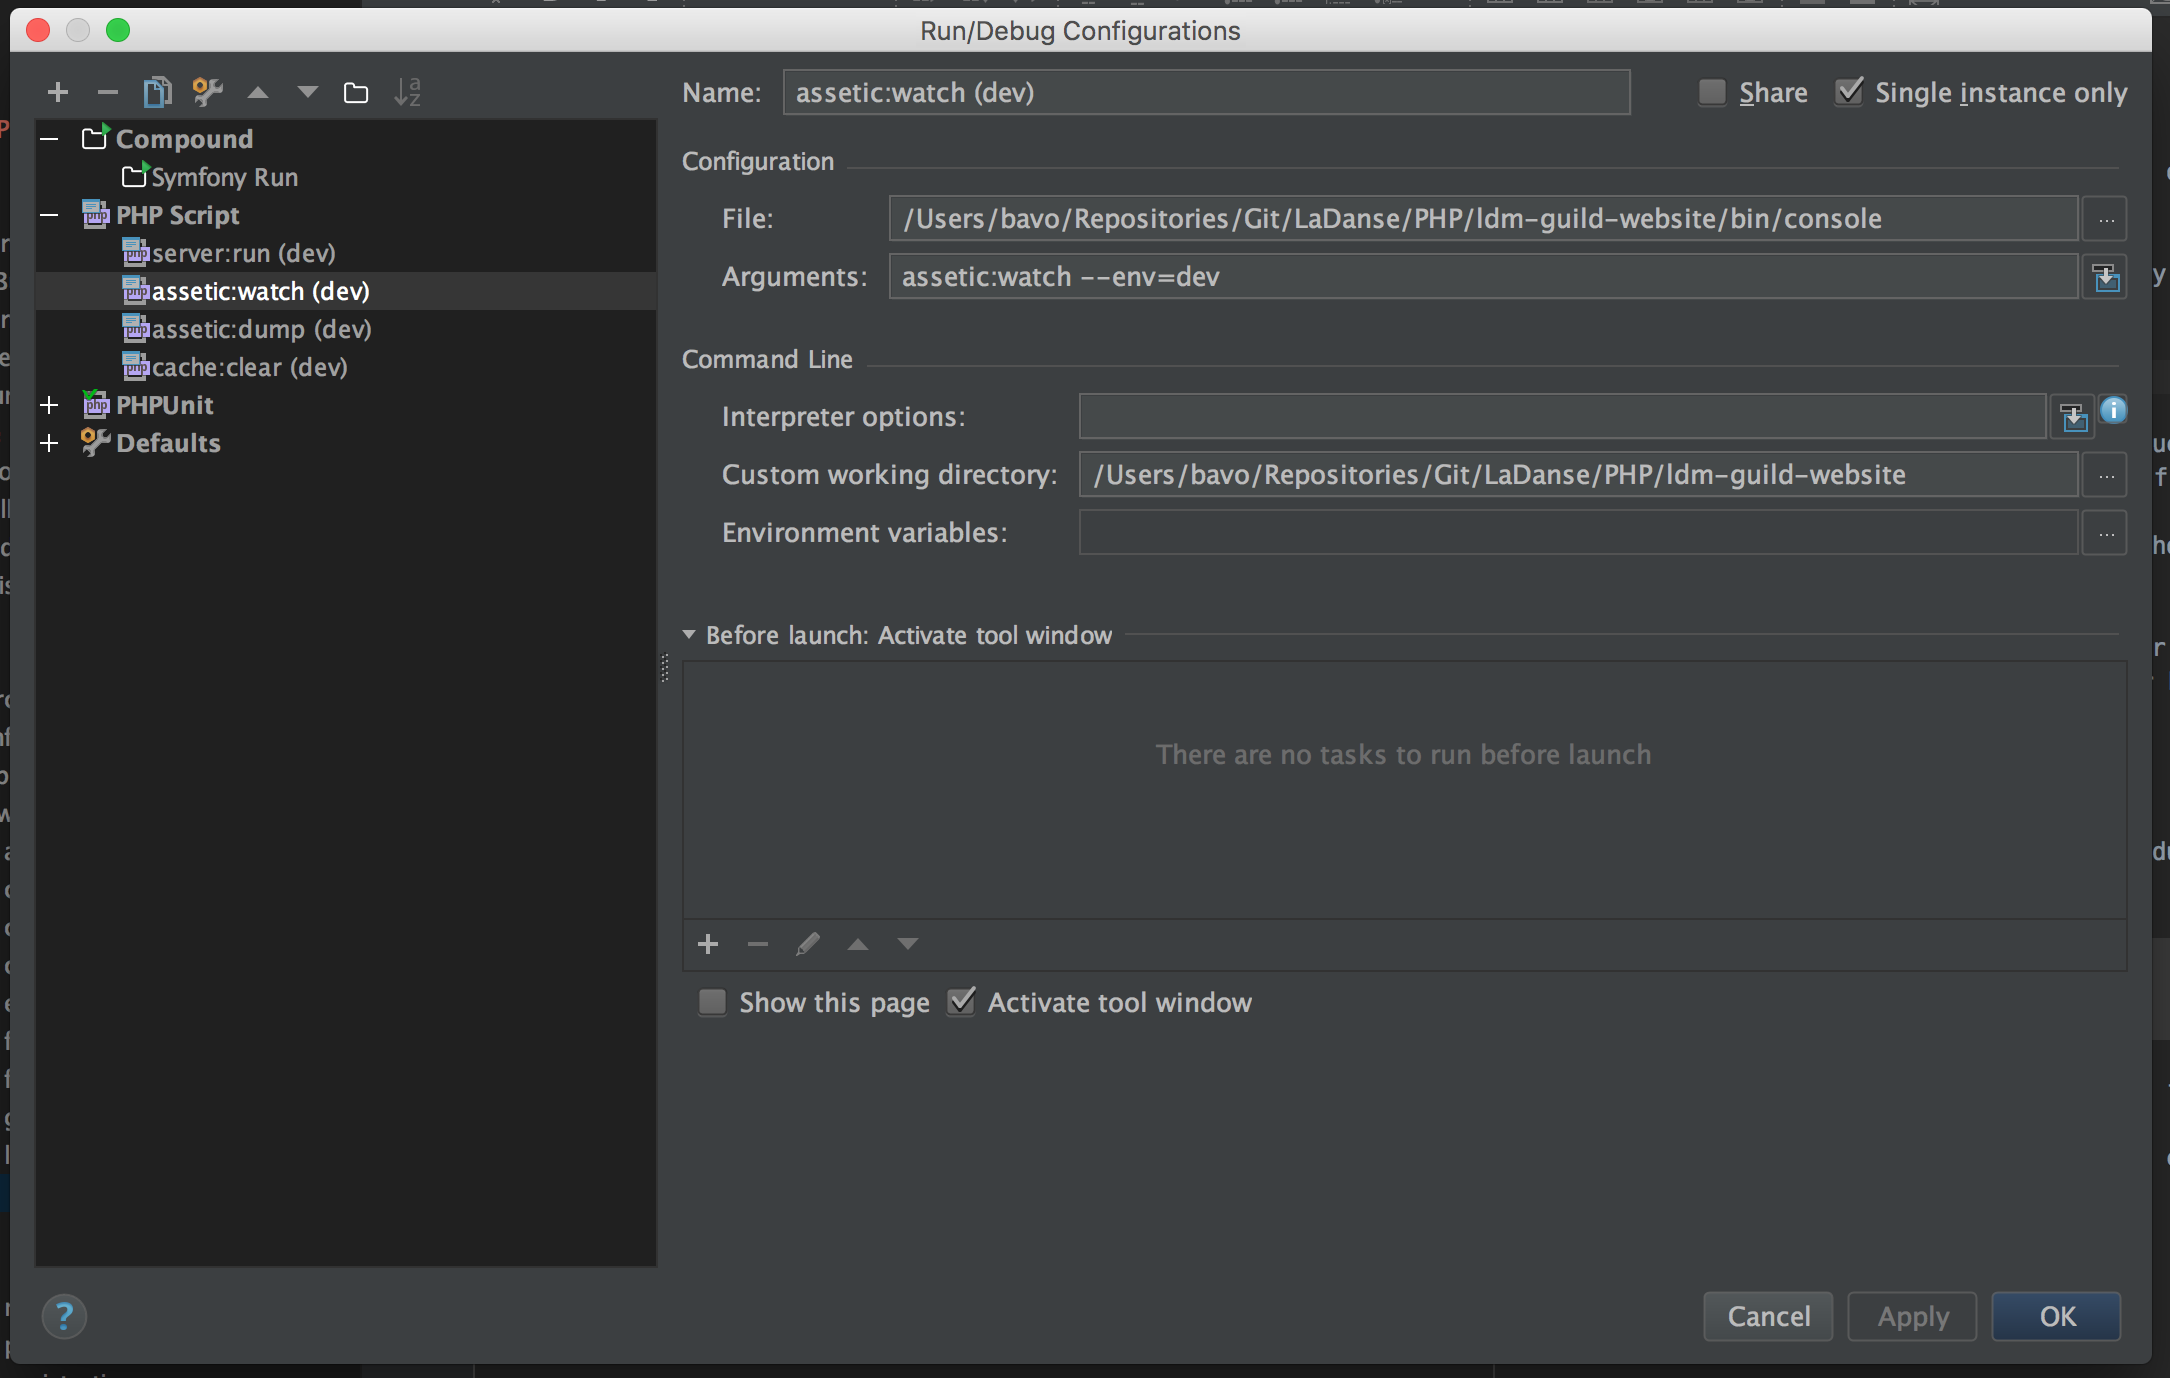 Run/Debug Configurations
Name: assetic:watch (dev) Share Single instance only
Compound
Symfony Run
PHP Script
server:run (dev)
assetic:watch (dev)
assetic:dump (dev)
cache:clear (dev)
PHPUnit
Defaults
Configuration
File: /Users/bavo/Repositories/Git/LaDanse/PHP/ldm-guild-website/bin/console ...
Arguments: assetic:watch --env=dev
Command Line
Interpreter options:
Custom working directory: /Users/bavo/Repositories/Git/LaDanse/PHP/ldm-guild-website ...
Environment variables: ...
Before launch: Activate tool window
There are no tasks to run before launch
Show this page Activate tool window
? Cancel Apply OK